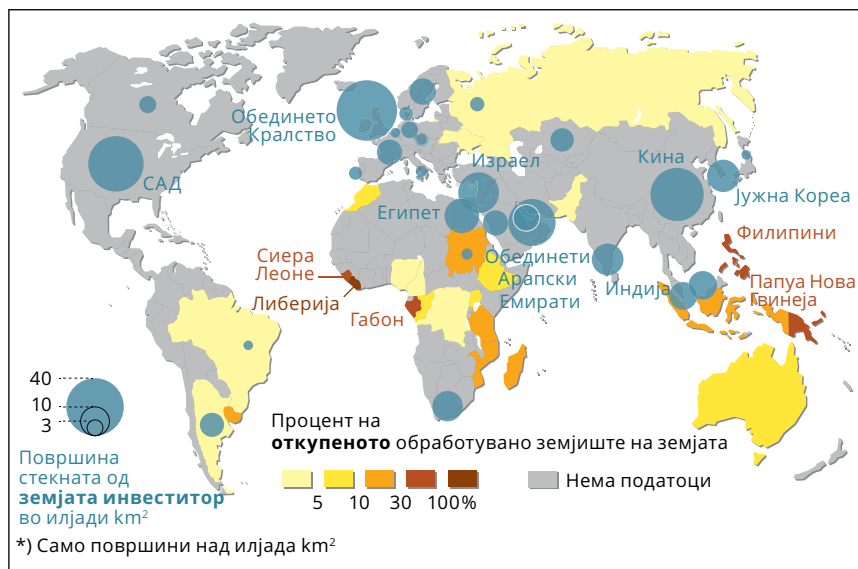 Обединето
Кралство
САД
Израел
Кина
Јужна Кореа
Египет
Филипини
Сиера
Леоне
Обединети
Арапски
Емирати
Либерија
Габон
Индија
Папуа Нова
Гвинеја
40
10
3
Површина
стекната од
земјата инвеститор
во илјади km²
Процент на
откупеното обработувано земјиште на земјата
5 10 30 100%
Нема податоци
*) Само површини над илјада km²